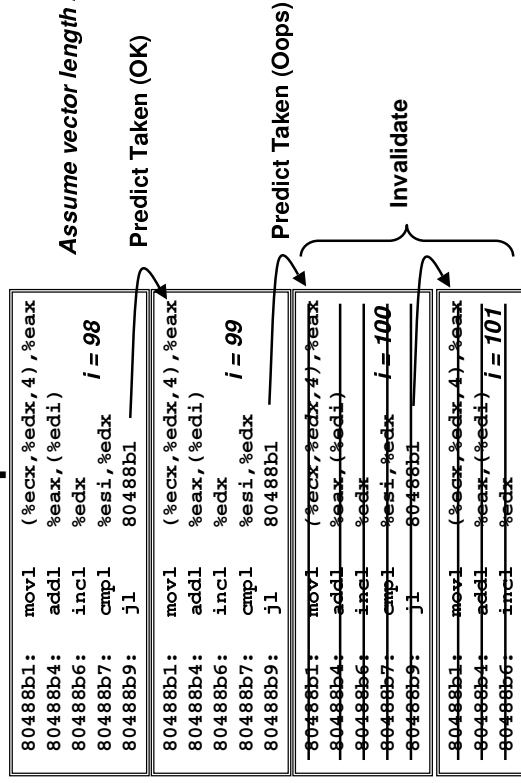 Assume vector length
80488b1: movl (%ecx,%edx,4),%eax
80488b4: addl %eax,(%edi)
80488b6: incl %edx
i = 98
80488b7: cmpl %esi,%edx
80488b9: jl 80488b1
Predict Taken (OK)
80488b1: movl (%ecx,%edx,4),%eax
80488b4: addl %eax,(%edi)
80488b6: incl %edx
i = 99
80488b7: cmpl %esi,%edx
80488b9: jl 80488b1
Predict Taken (Oops)
80488b1: movl (%ecx,%edx,4),%eax
80488b4: addl %eax,(%edi)
80488b6: incl %edx
80488b7: cmpl %esi,%edx
i = 100
80488b9: jl 80488b1
Invalidate
80488b1: movl (%ecx,%edx,4),%eax
80488b4: addl %eax,(%edi)
80488b6: incl %edx
i = 101